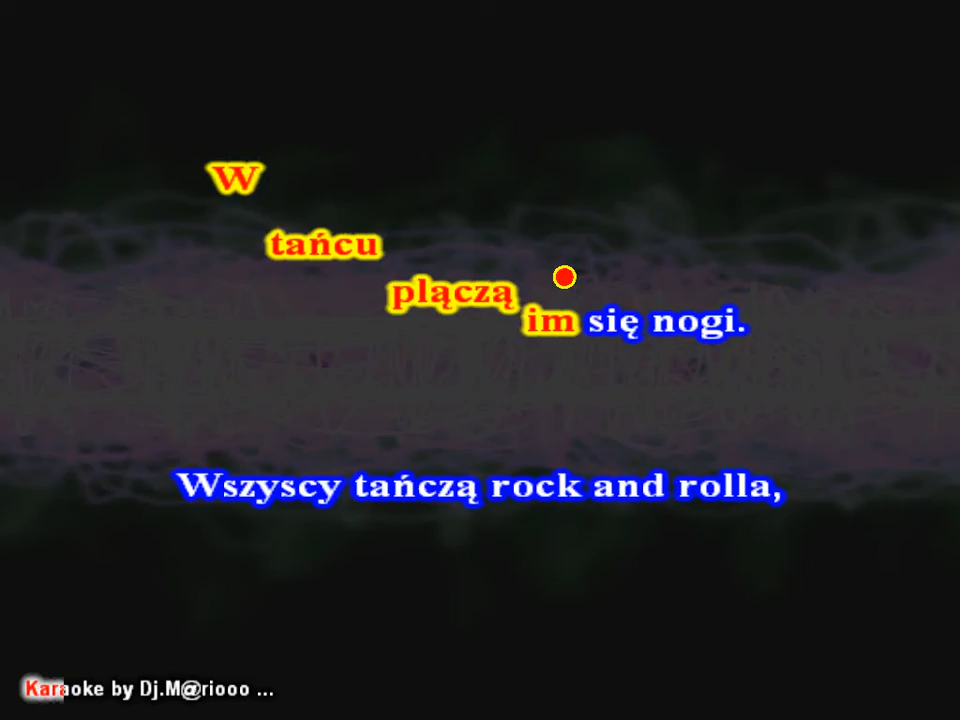 W tańcu plączą im się nogi.
Wszyscy tańczą rock and rolla,
Karaoke by Dj.M@riooo ...